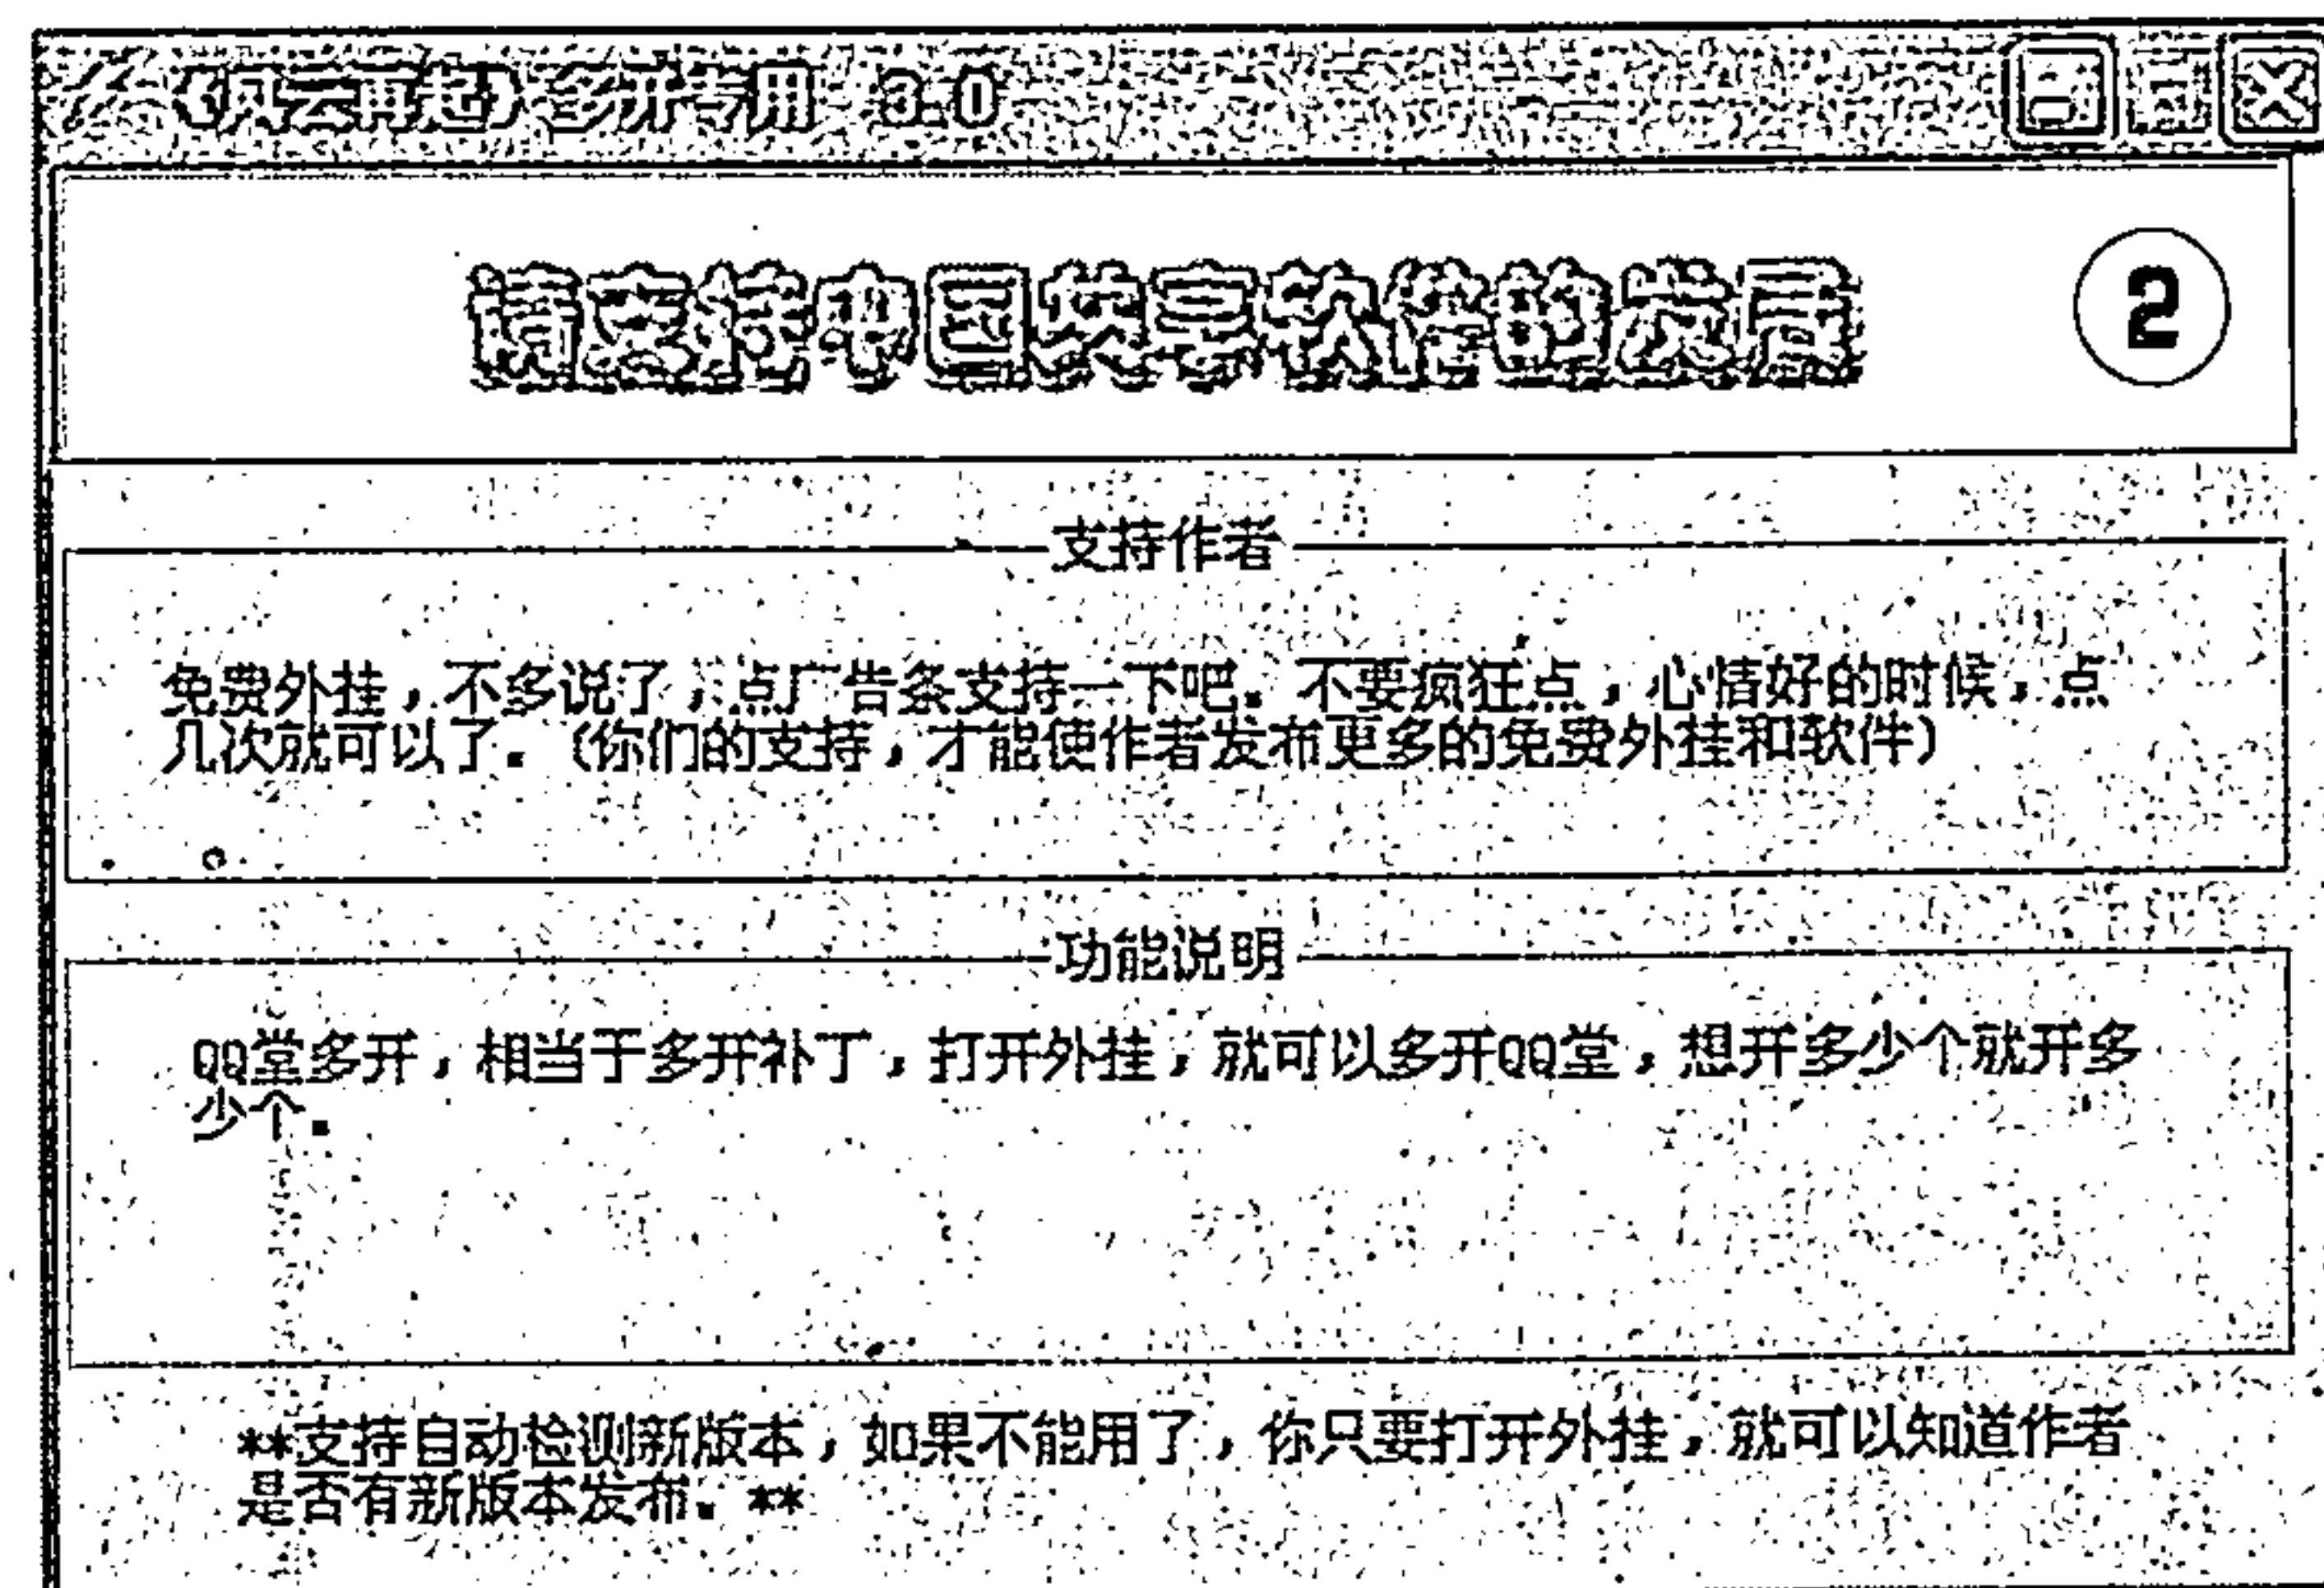 《风云再起》多开专用 3.0
请支持中国共享软件的发展
2
支持作者
免费外挂，不多说了，点广告条支持一下吧。不要疯狂点，心情好的时候，点
几次就可以了。（你们的支持，才能使作者发布更多的免费外挂和软件）
功能说明
QQ堂多开，相当于多开补丁，打开外挂，就可以多开QQ堂，想开多少个就开多
少个。
**支持自动检测新版本，如果不能用了，你只要打开外挂，就可以知道作者
是否有新版本发布。**